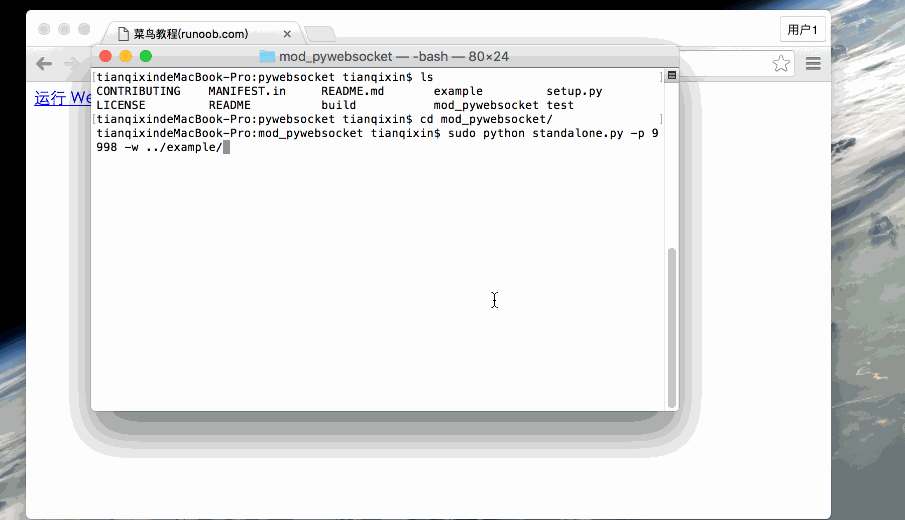 菜鸟教程(runoob.com)
用户1
mod_pywebsocket — -bash — 80×24
运行 We
[tianqixindeMacBook-Pro:pywebsocket tianqixin$ ls ]
CONTRIBUTING MANIFEST.in README.md example setup.py
LICENSE README build mod_pywebsocket test
[tianqixindeMacBook-Pro:pywebsocket tianqixin$ cd mod_pywebsocket/ ]
tianqixindeMacBook-Pro:mod_pywebsocket tianqixin$ sudo python standalone.py -p 9
998 -w ../example/